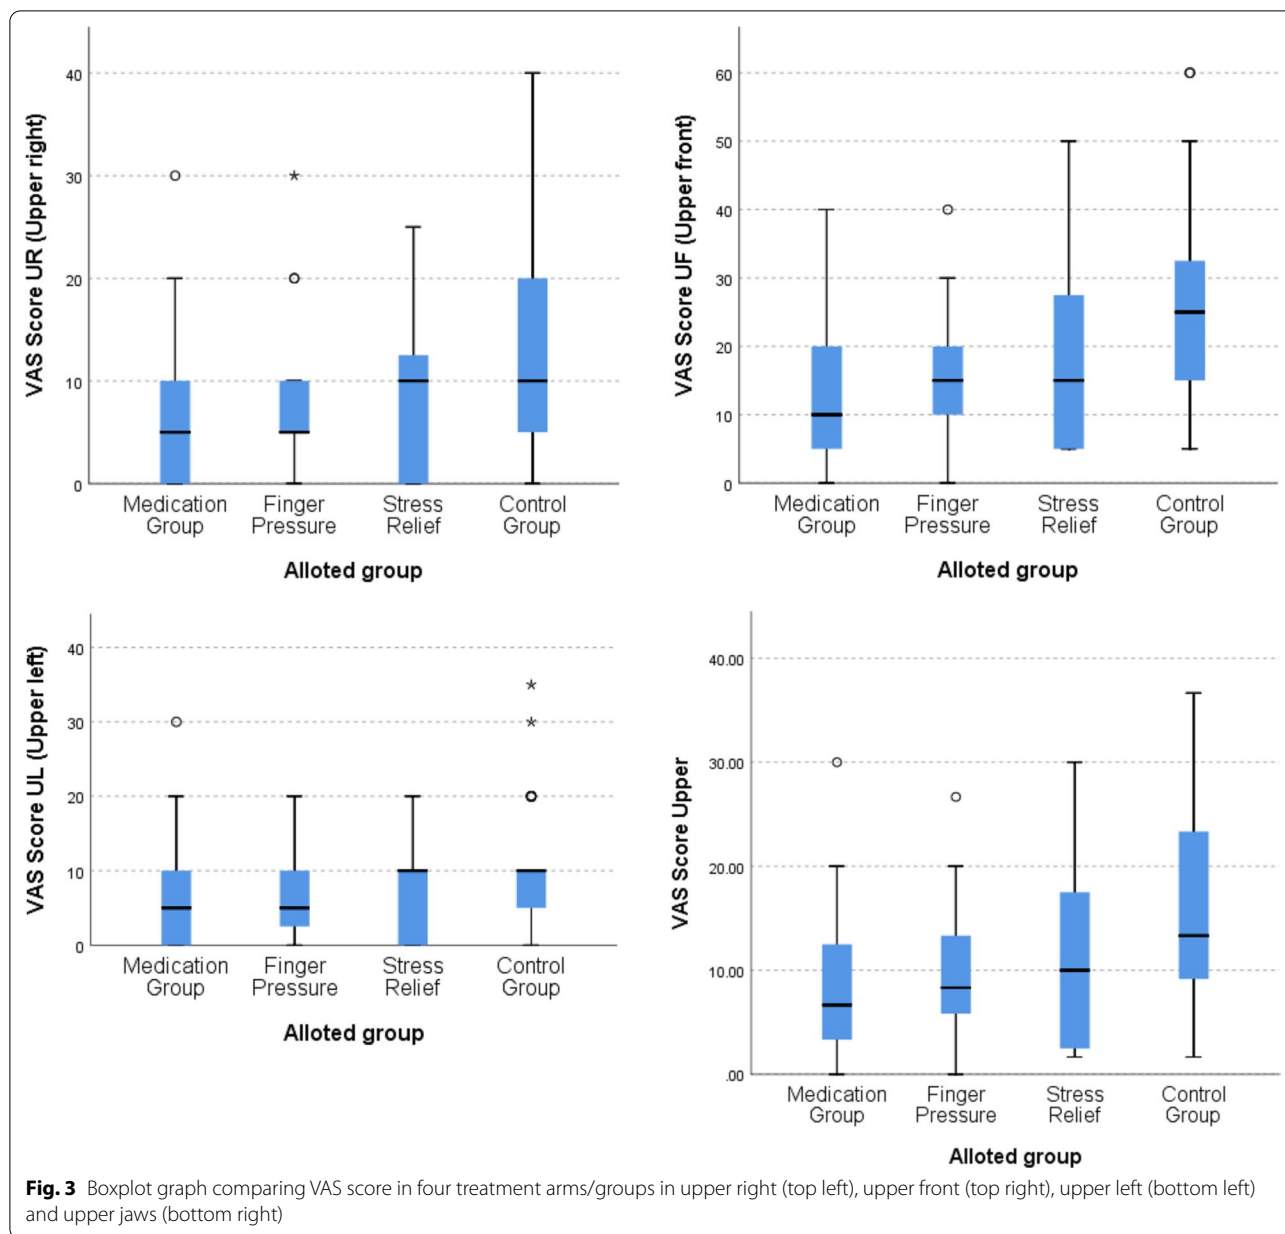 VAS Score UR (Upper right)
40
30
20
10
0
Medication Group
Finger Pressure
Stress Relief
Control Group
Alloted group
VAS Score UF (Upper front)
60
50
40
30
20
10
0
Medication Group
Finger Pressure
Stress Relief
Control Group
Alloted group
VAS Score UL (Upper left)
40
30
20
10
0
Medication Group
Finger Pressure
Stress Relief
Control Group
Alloted group
VAS Score Upper
40.00
30.00
20.00
10.00
.00
Medication Group
Finger Pressure
Stress Relief
Control Group
Alloted group
Fig. 3 Boxplot graph comparing VAS score in four treatment arms/groups in upper right (top left), upper front (top right), upper left (bottom left)
and upper jaws (bottom right)